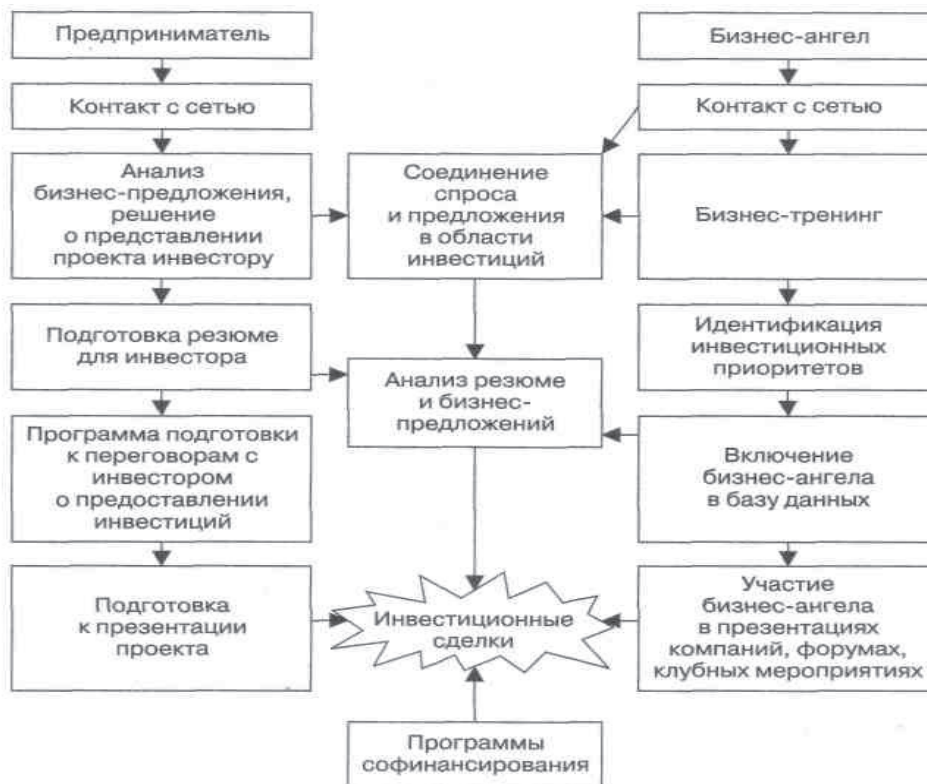 Предприниматель
Контакт с сетью
Анализ
бизнес-предложения,
решение
о представлении
проекта инвестору
Подготовка резюме
для инвестора
Программа подготовки
к переговорам с
инвестором
о предоставлении
инвестиций
Подготовка
к презентации
проекта
Соединение
спроса
и предложения
в области
инвестиций
Анализ резюме
и бизнес-
предложений
Инвестиционные
сделки
Программы
софинансирования
Бизнес-ангел
Контакт с сетью
Бизнес-тренинг
Идентификация
инвестиционных
приоритетов
Включение
бизнес-ангела
в базу данных
Участие
бизнес-ангела
в презентациях
компаний, форумах,
клубных мероприятиях